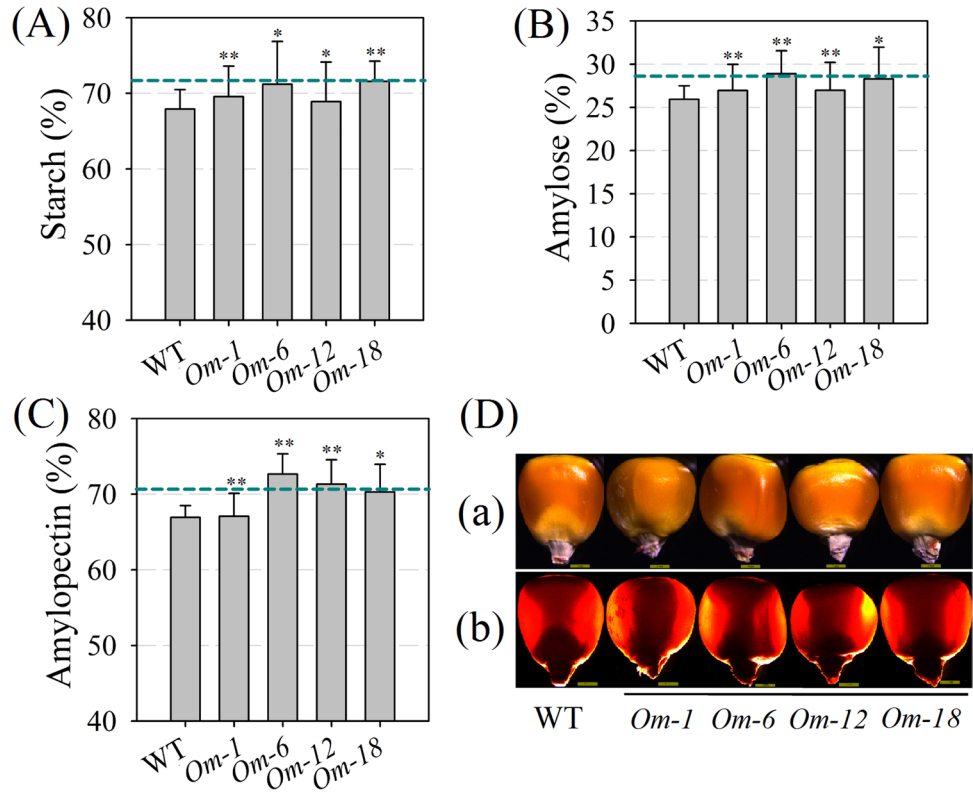 (A)
Starch (%)
80
70
60
50
40
** * * **
WT Om-1 Om-6 Om-12 Om-18
(B)
Amylose (%)
35
30
25
20
15
10
5
0
** ** ** *
WT Om-1 Om-6 Om-12 Om-18
(C)
Amylopectin (%)
80
70
60
50
40
** ** ** *
WT Om-1 Om-6 Om-12 Om-18
(D)
(a)
(b)
WT Om-1 Om-6 Om-12 Om-18